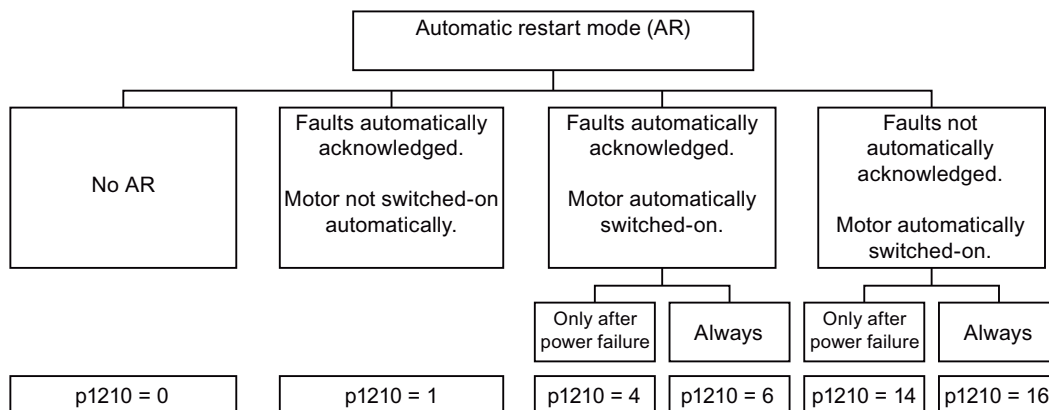 Automatic restart mode (AR)
No AR
Faults automatically
acknowledged.
Motor not switched-on
automatically.
Faults automatically
acknowledged.
Motor automatically
switched-on.
Faults not
automatically
acknowledged.
Motor automatically
switched-on.
Only after
power failure
Always
Only after
power failure
Always
p1210 = 0
p1210 = 1
p1210 = 4
p1210 = 6
p1210 = 14
p1210 = 16